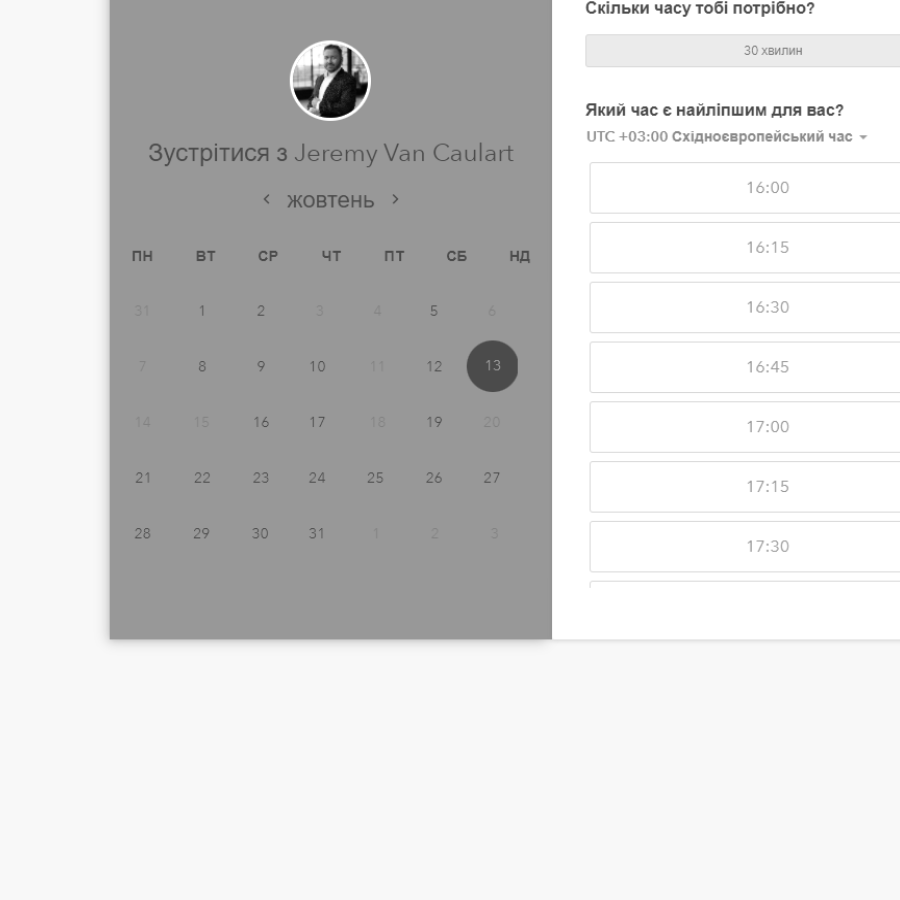 Зустрітися з Jeremy Van Caulart
жовтень
ПН ВТ СР ЧТ ПТ СБ НД
31 1 2 3 4 5 6
7 8 9 10 11 12 13
14 15 16 17 18 19 20
21 22 23 24 25 26 27
28 29 30 31 1 2 3
Скільки часу тобі потрібно?
30 хвилин
Який час є найліпшим для вас?
UTC +03:00 Східноєвропейський час
16:00
16:15
16:30
16:45
17:00
17:15
17:30